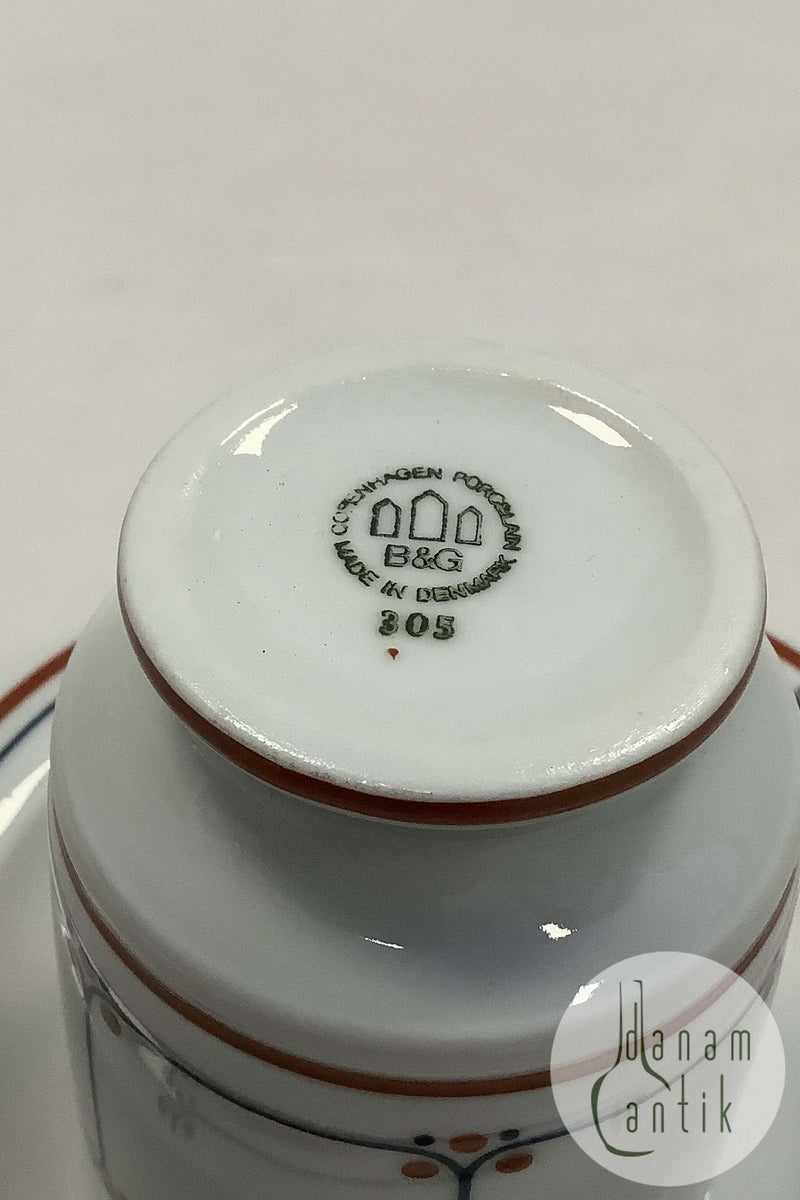 COPENHAGEN PORCELAIN
B&G
MADE IN DENMARK
305
danam
antik